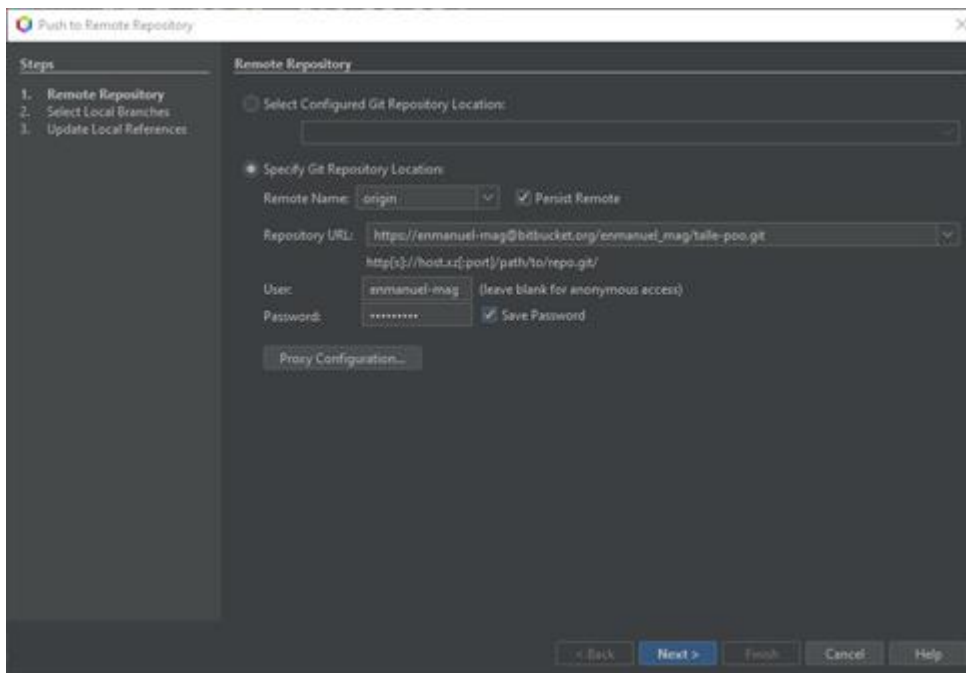 Push to Remote Repository
Steps
1. Remote Repository
2. Select Local Branches
3. Update Local References
Remote Repository
Select Configured Git Repository Location:
Specify Git Repository Location:
Remote Name: origin Persist Remote
Repository URL: https://enmanuel-mag@bitbucket.org/enmanuel_mag/talle-poo.git
http[s]://host.xz[:port]/path/to/repo.git/
User: enmanuel-mag (leave blank for anonymous access)
Password: ••••••••• Save Password
Proxy Configuration...
< Back Next > Finish Cancel Help